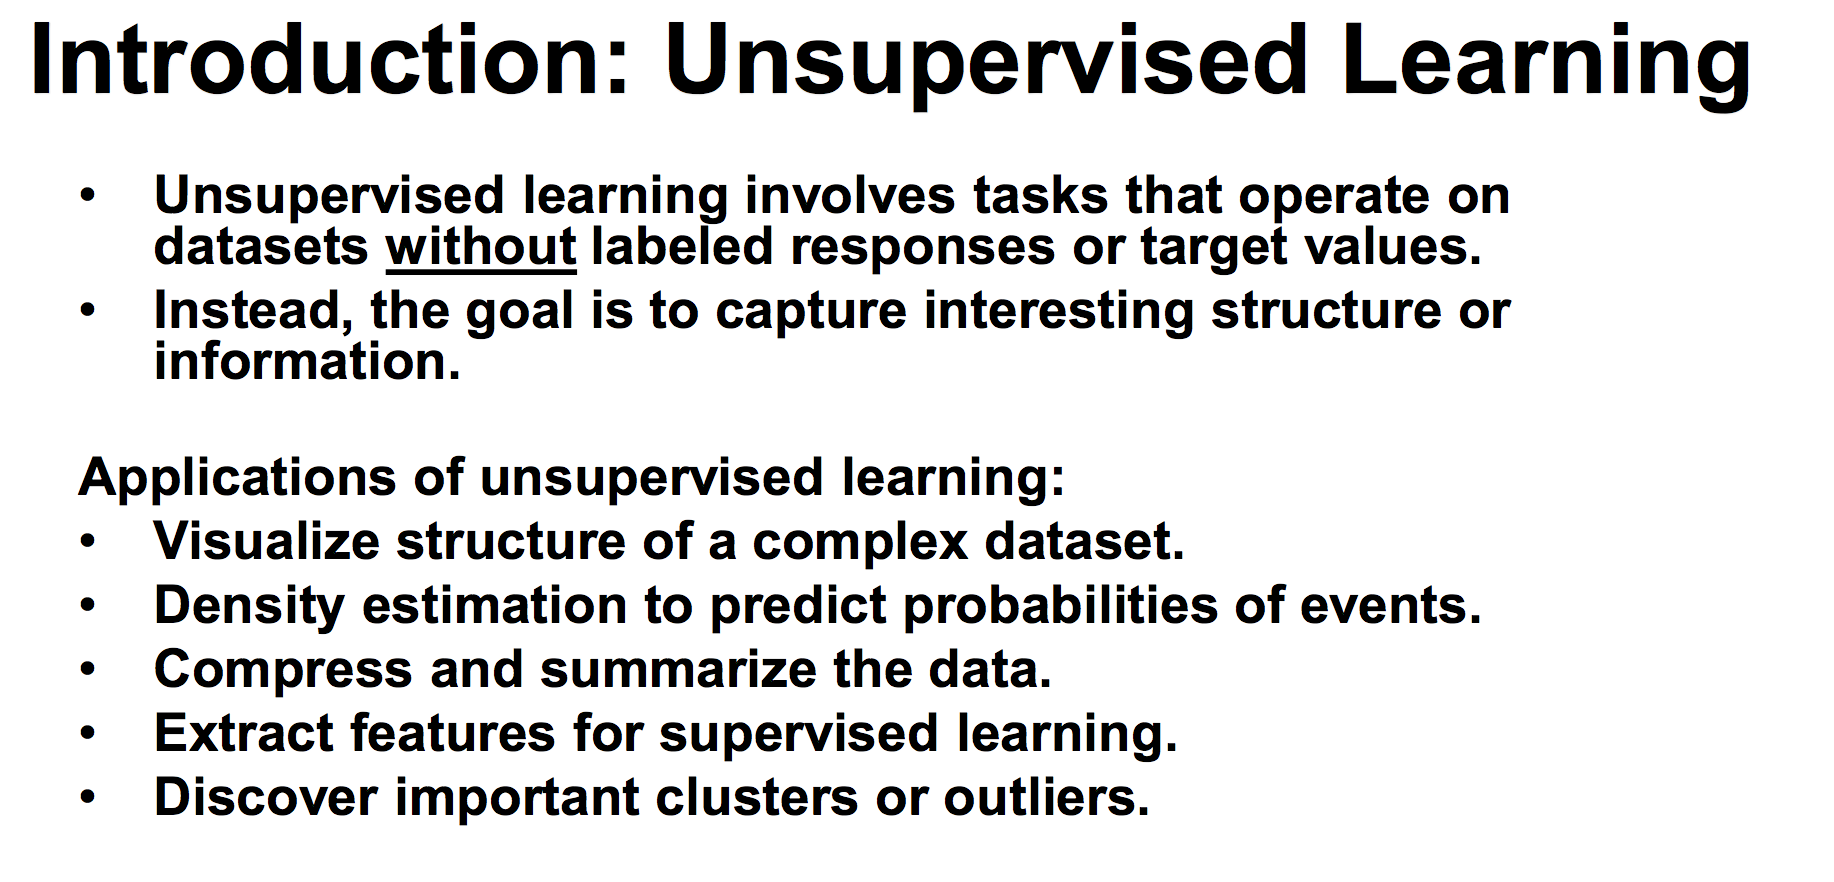 Introduction: Unsupervised Learning
• Unsupervised learning involves tasks that operate on
datasets without labeled responses or target values.
• Instead, the goal is to capture interesting structure or
information.
Applications of unsupervised learning:
• Visualize structure of a complex dataset.
• Density estimation to predict probabilities of events.
• Compress and summarize the data.
• Extract features for supervised learning.
• Discover important clusters or outliers.